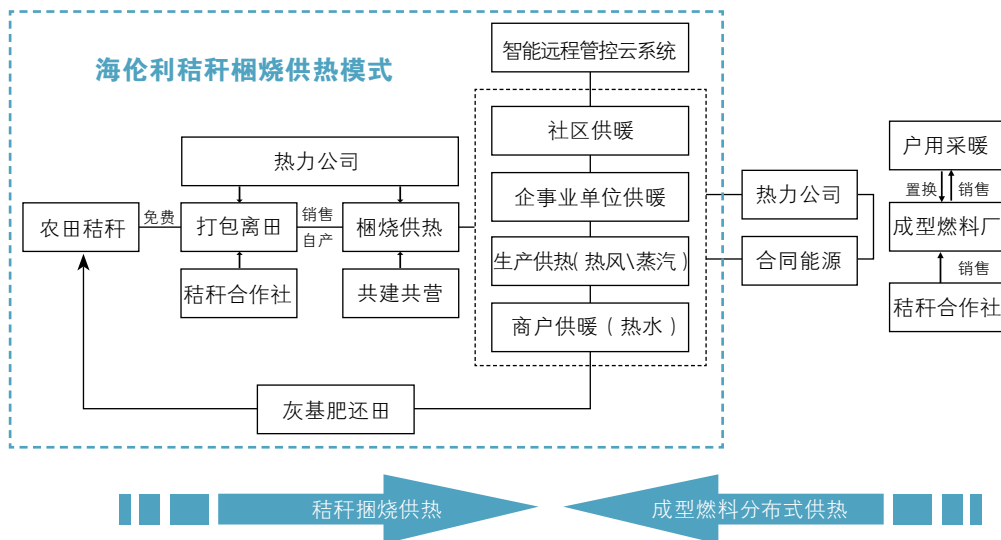 海伦利秸秆梱烧供热模式
智能远程管控云系统
社区供暖
企事业单位供暖
生产供热(热风\蒸汽)
商户供暖(热水)
热力公司
农田秸秆
免费
打包离田
销售
自产
梱烧供热
秸秆合作社
共建共营
灰基肥还田
热力公司
合同能源
户用采暖
置换
销售
成型燃料厂
销售
秸秆合作社
秸秆捆烧供热
成型燃料分布式供热